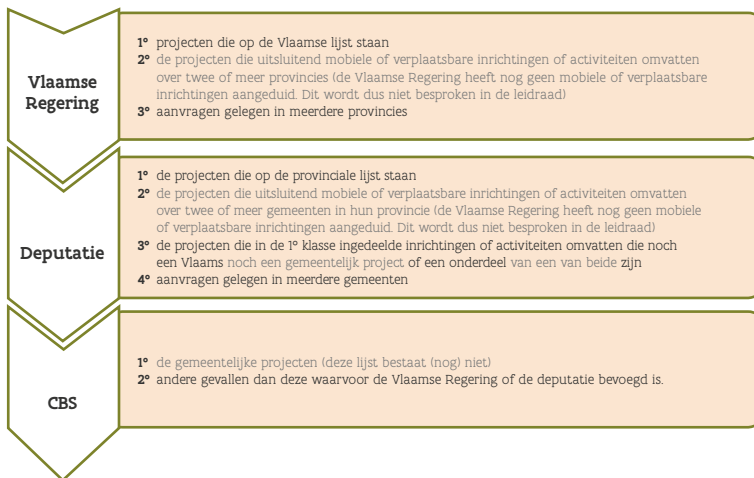 Vlaamse
Regering
1° projecten die op de Vlaamse lijst staan
2° de projecten die uitsluitend mobiele of verplaatsbare inrichtingen of activiteiten omvatten
over twee of meer provincies (de Vlaamse Regering heeft nog geen mobiele of verplaatsbare
inrichtingen aangeduid. Dit wordt dus niet besproken in de leidraad)
3° aanvragen gelegen in meerdere provincies
Deputatie
1° de projecten die op de provinciale lijst staan
2° de projecten die uitsluitend mobiele of verplaatsbare inrichtingen of activiteiten omvatten
over twee of meer gemeenten in hun provincie (de Vlaamse Regering heeft nog geen mobiele
of verplaatsbare inrichtingen aangeduid. Dit wordt dus niet besproken in de leidraad)
3° de projecten die in de 1° klasse ingedeelde inrichtingen of activiteiten omvatten die noch
een Vlaams noch een gemeentelijk project of een onderdeel van een van beide zijn
4° aanvragen gelegen in meerdere gemeenten
CBS
1° de gemeentelijke projecten (deze lijst bestaat (nog) niet)
2° andere gevallen dan deze waarvoor de Vlaamse Regering of de deputatie bevoegd is.